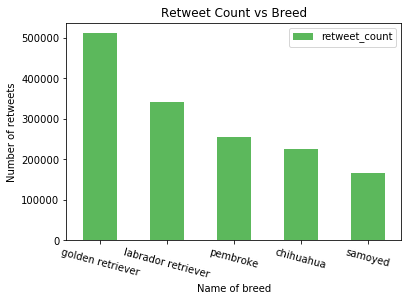 Retweet Count vs Breed
retweet_count
Number of retweets
500000
400000
300000
200000
100000
0
golden retriever
labrador retriever
pembroke
chihuahua
samoyed
Name of breed